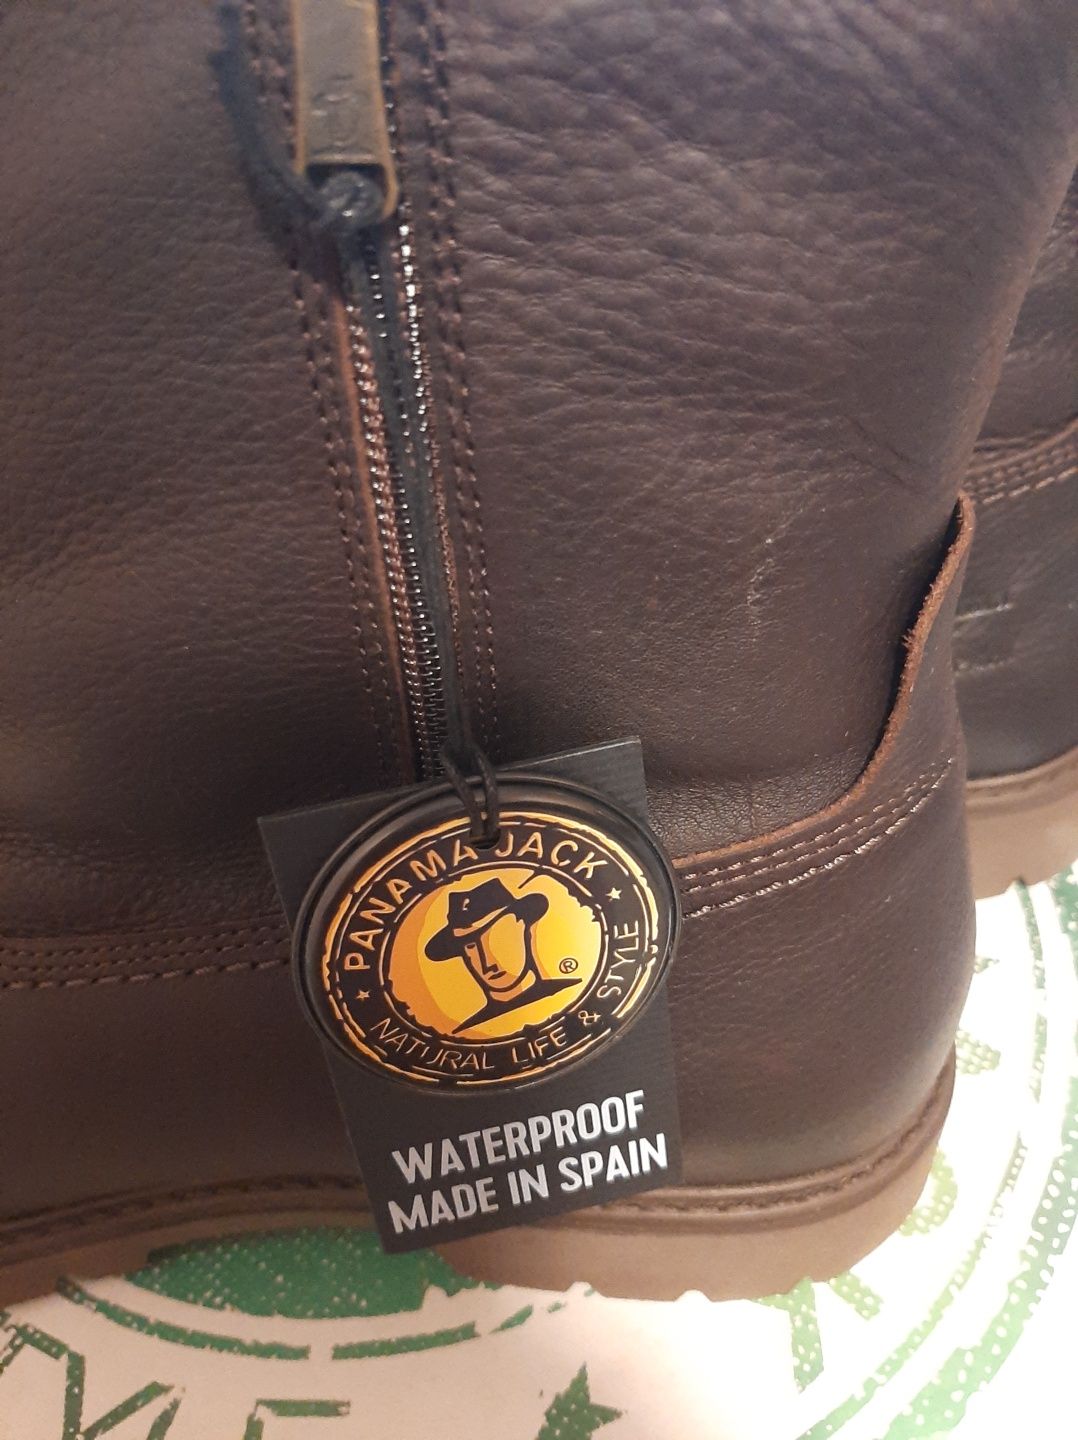 PANAMA JACK
®
NATURAL LIFE & STYLE
WATERPROOF
MADE IN SPAIN